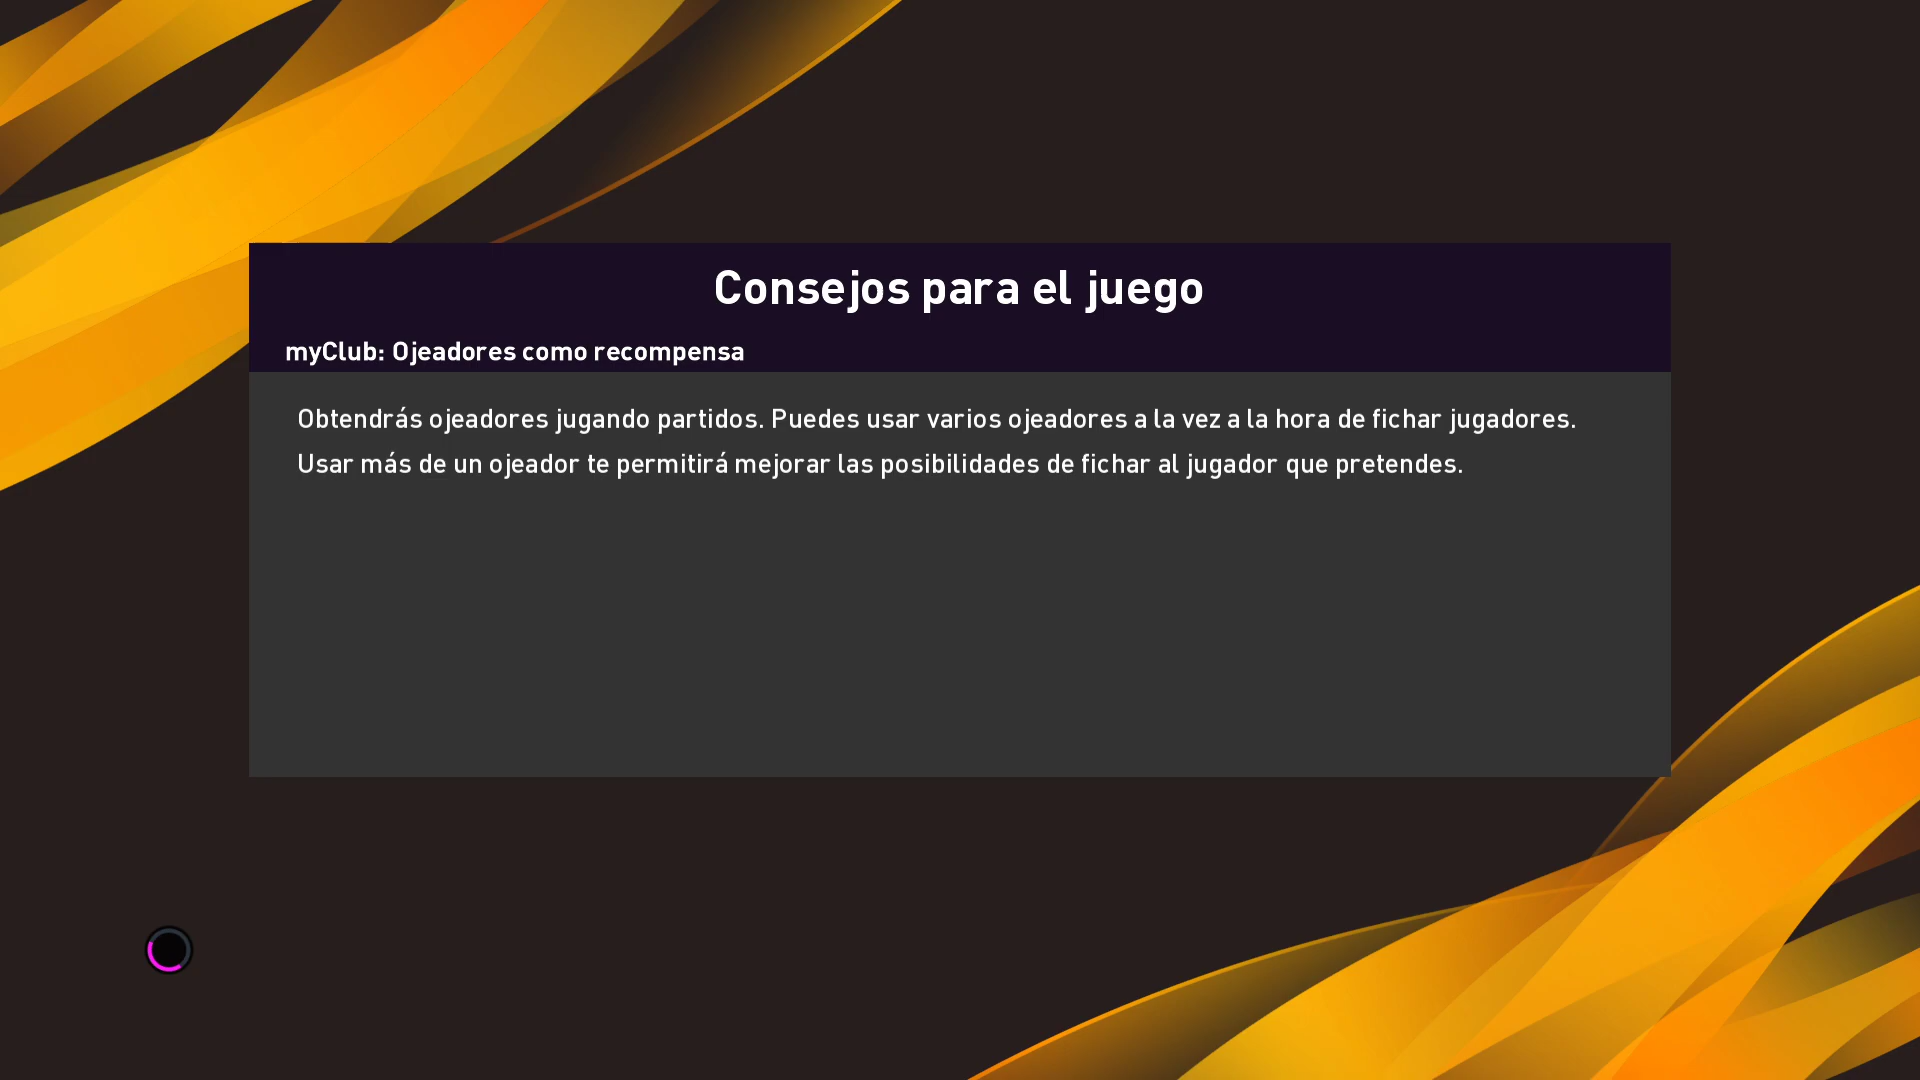 Consejos para el juego
myClub: Ojeadores como recompensa
Obtendrás ojeadores jugando partidos. Puedes usar varios ojeadores a la vez a la hora de fichar jugadores.
Usar más de un ojeador te permitirá mejorar las posibilidades de fichar al jugador que pretendes.